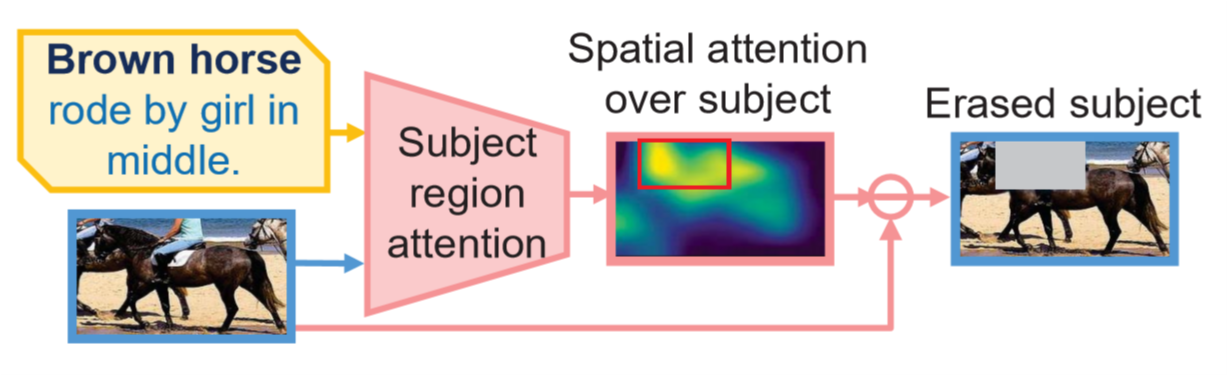 Brown horse
rode by girl in
middle.
Subject
region
attention
Spatial attention
over subject
Erased subject